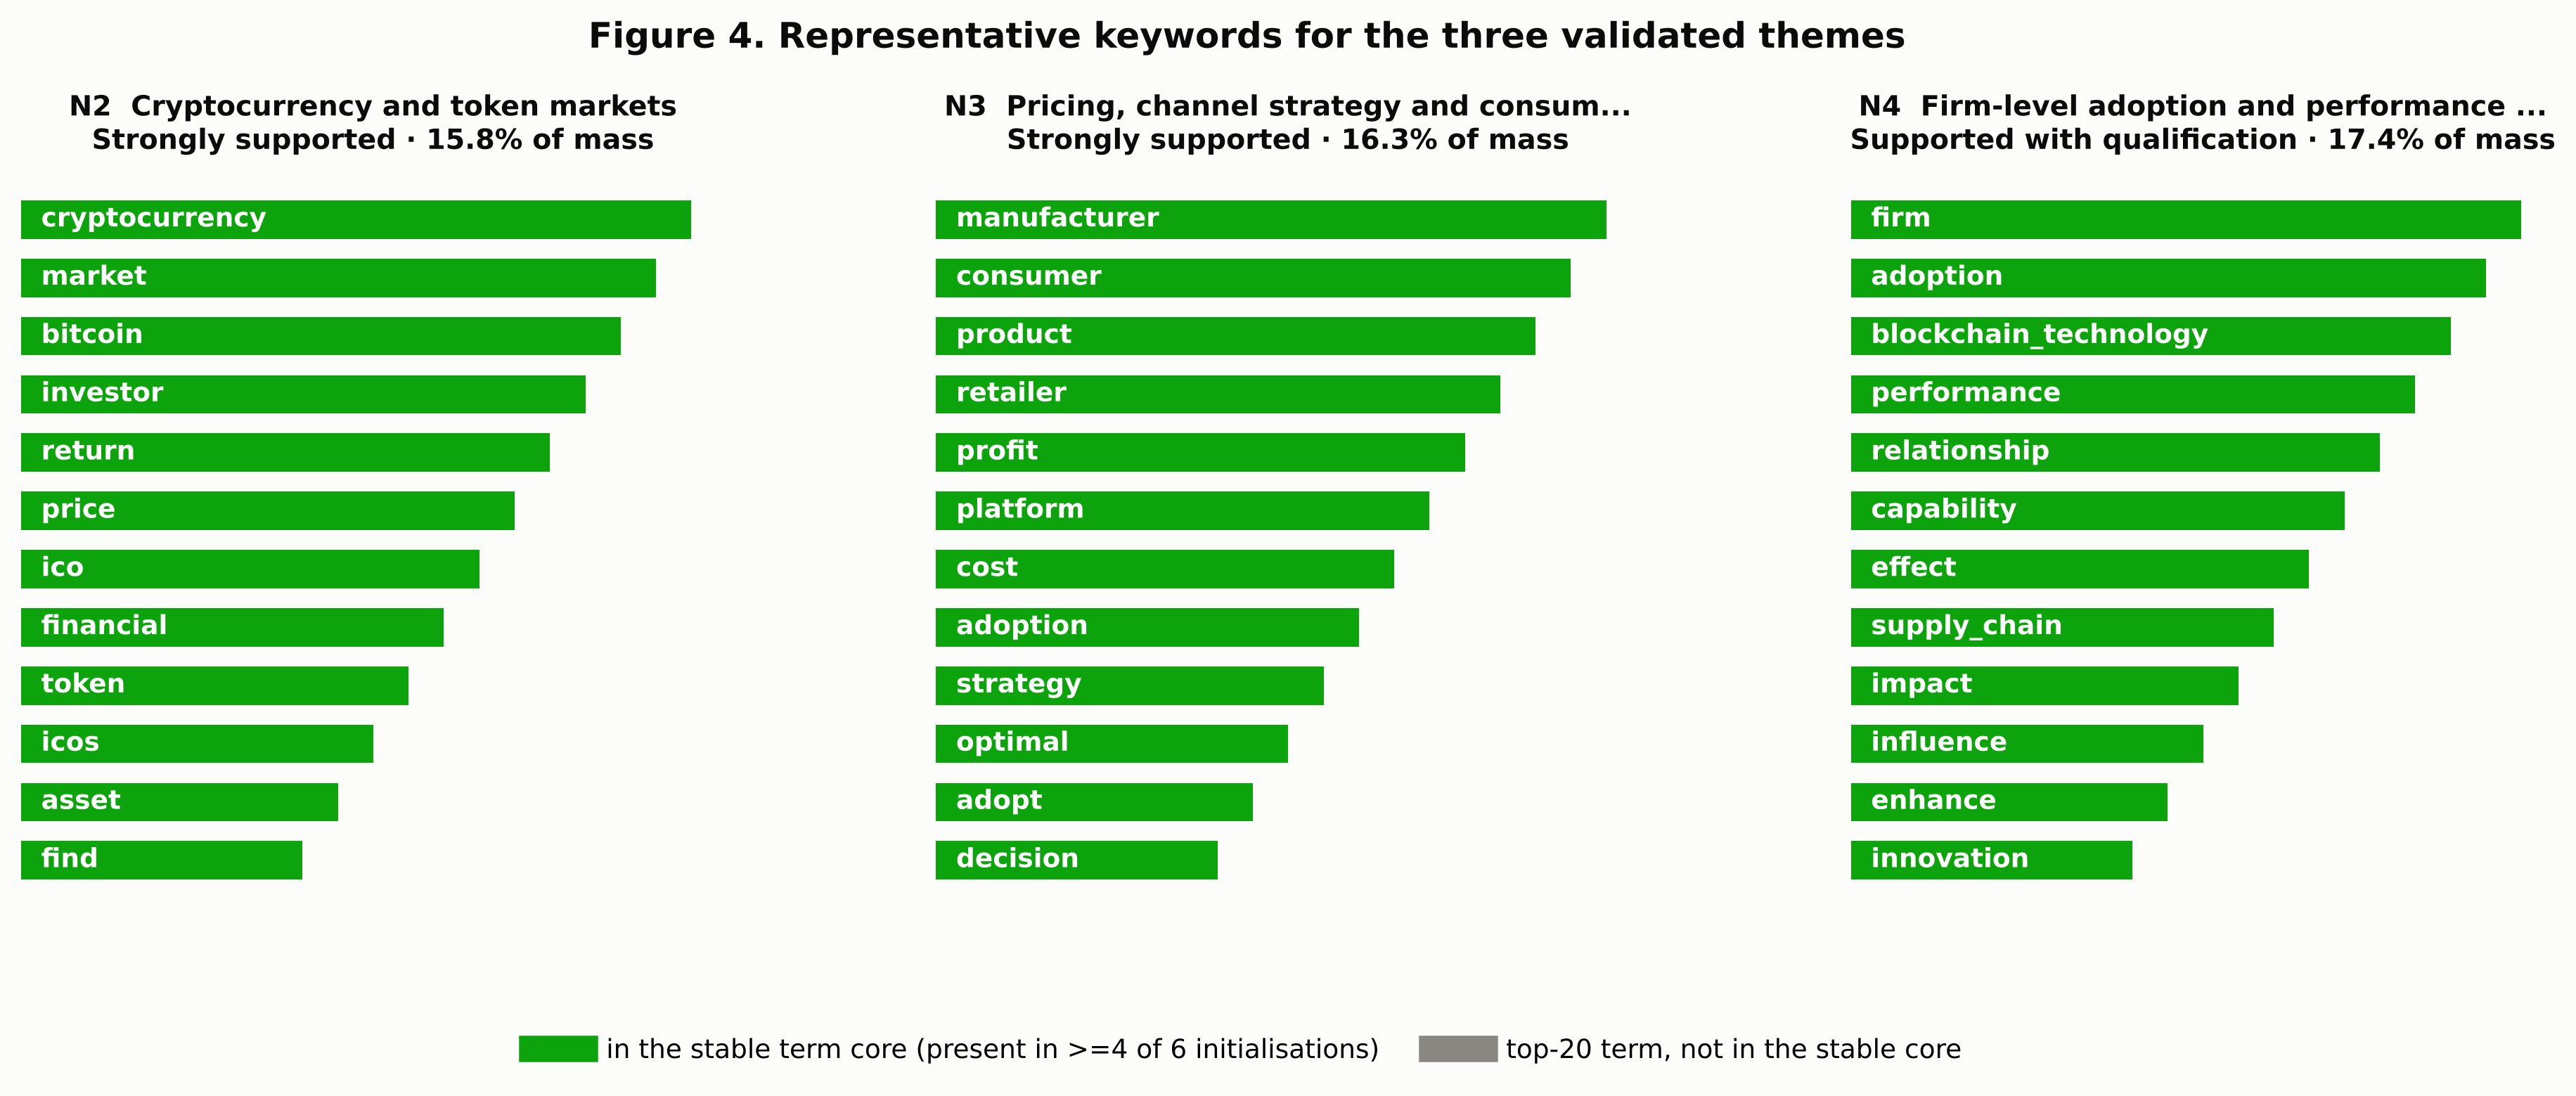 Figure 4. Representative keywords for the three validated themes
N2  Cryptocurrency and token markets
Strongly supported · 15.8% of mass
cryptocurrency
market
bitcoin
investor
return
price
ico
financial
token
icos
asset
find
N3  Pricing, channel strategy and consum...
Strongly supported · 16.3% of mass
manufacturer
consumer
product
retailer
profit
platform
cost
adoption
strategy
optimal
adopt
decision
N4  Firm-level adoption and performance ...
Supported with qualification · 17.4% of mass
firm
adoption
blockchain_technology
performance
relationship
capability
effect
supply_chain
impact
influence
enhance
innovation
in the stable term core (present in >=4 of 6 initialisations)
top-20 term, not in the stable core